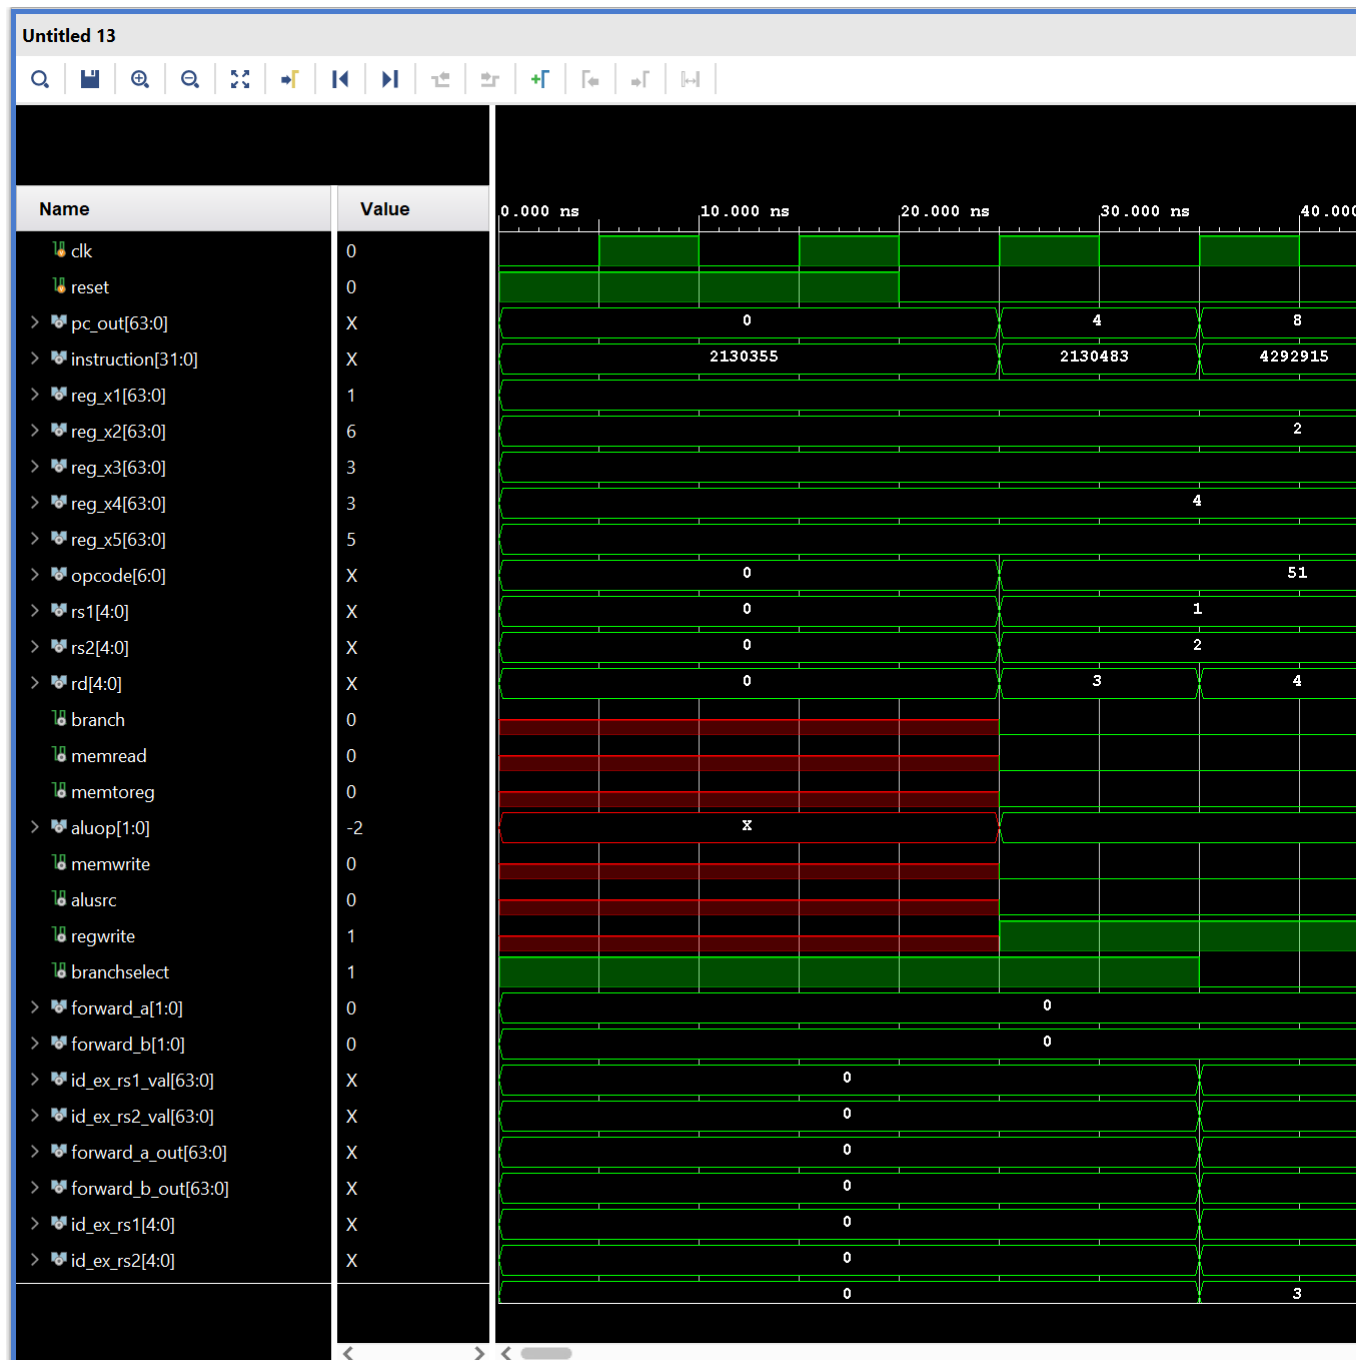 Untitled 13
Name Value 0.000 ns 10.000 ns 20.000 ns 30.000 ns 40.000
clk 0
reset 0
pc_out[63:0] X 0 4 8
instruction[31:0] X 2130355 2130483 4292915
reg_x1[63:0] 1
reg_x2[63:0] 6 2
reg_x3[63:0] 3
reg_x4[63:0] 3 4
reg_x5[63:0] 5
opcode[6:0] X 0 51
rs1[4:0] X 0 1
rs2[4:0] X 0 2
rd[4:0] X 0 3 4
branch 0
memread 0
memtoreg 0
aluop[1:0] -2 X
memwrite 0
alusrc 0
regwrite 1
branchselect 1
forward_a[1:0] 0 0
forward_b[1:0] 0 0
id_ex_rs1_val[63:0] X 0
id_ex_rs2_val[63:0] X 0
forward_a_out[63:0] X 0
forward_b_out[63:0] X 0
id_ex_rs1[4:0] X 0
id_ex_rs2[4:0] X 0
0 3